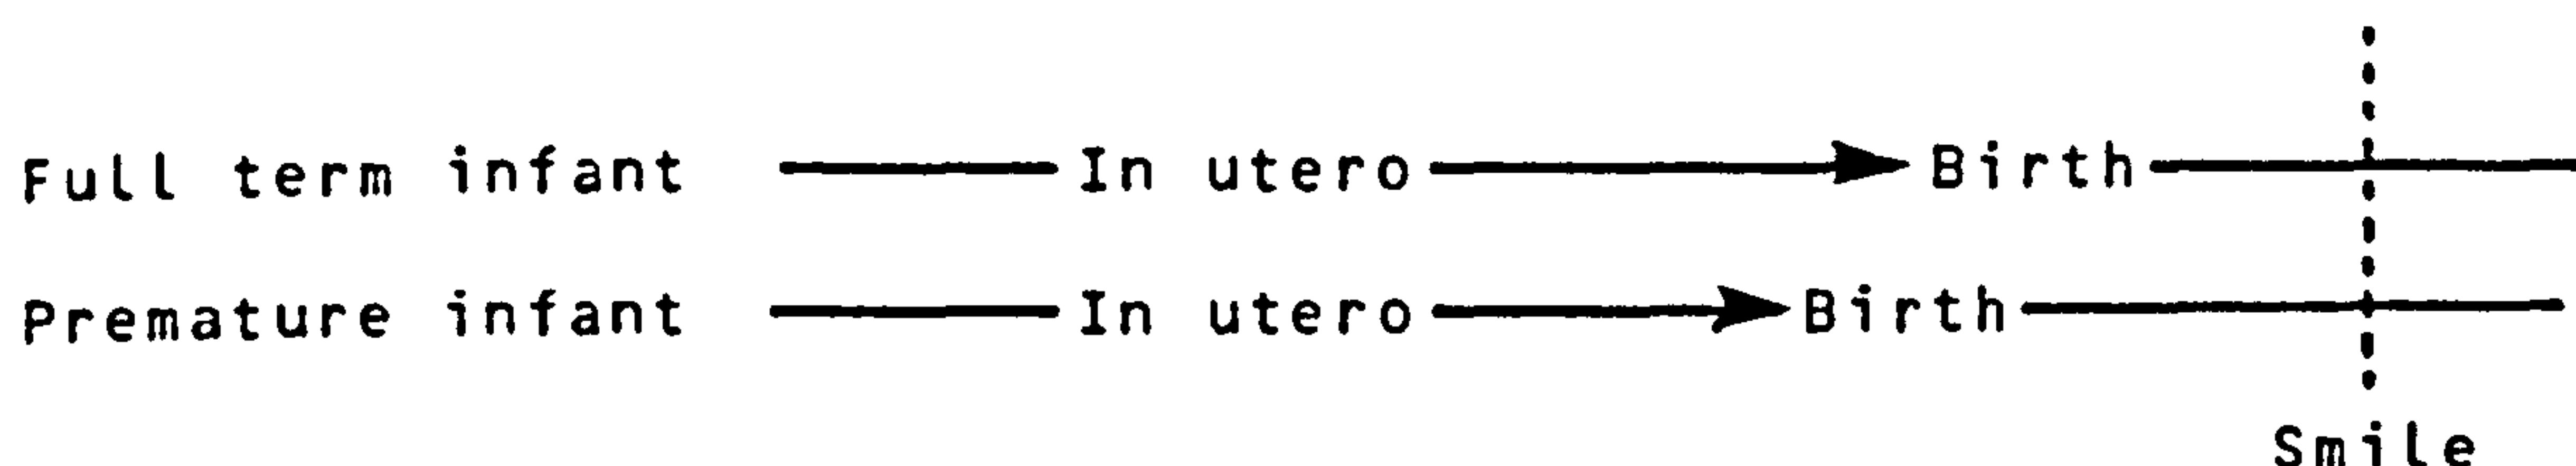 Full term infant In utero Birth
Premature infant In utero Birth
Smile